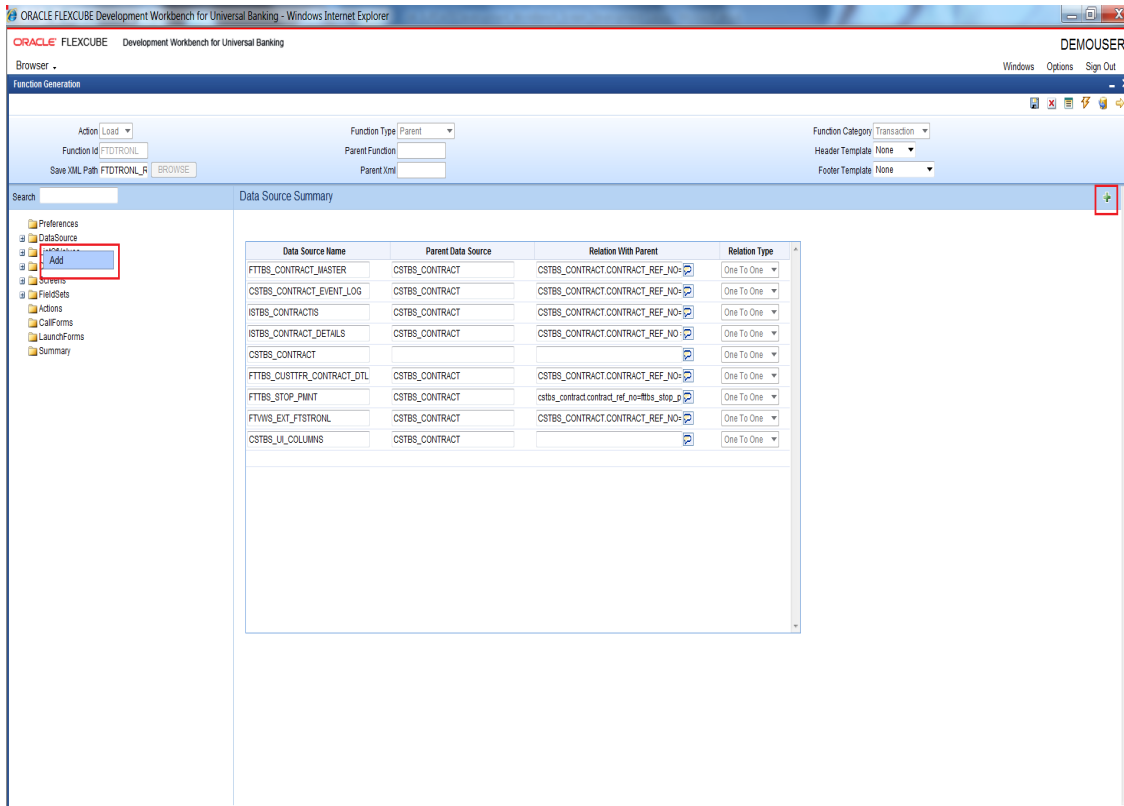 ORACLE FLEXCUBE Development Workbench for Universal Banking - Windows Internet Explorer
ORACLE FLEXCUBE Development Workbench for Universal Banking
DEMOUSER
Browser
Windows Options Sign Out
Function Generation
Action Load Function Type Parent Function Category Transaction
Function Id FTDTRONL Parent Function Header Template None
Save XML Path FTDTRONL_R BROWSE Parent Xml Footer Template None
Search Data Source Summary
Preferences
DataSource
Add
Screens
FieldSets
Actions
CallForms
LaunchForms
Summary
Data Source Name Parent Data Source Relation With Parent Relation Type
FTTBS_CONTRACT_MASTER CSTBS_CONTRACT CSTBS_CONTRACT.CONTRACT_REF_NO= One To One
CSTBS_CONTRACT_EVENT_LOG CSTBS_CONTRACT CSTBS_CONTRACT.CONTRACT_REF_NO= One To One
ISTBS_CONTRACTIS CSTBS_CONTRACT CSTBS_CONTRACT.CONTRACT_REF_NO= One To One
ISTBS_CONTRACT_DETAILS CSTBS_CONTRACT CSTBS_CONTRACT.CONTRACT_REF_NO One To One
CSTBS_CONTRACT One To One
FTTBS_CUSTTFR_CONTRACT_DTL CSTBS_CONTRACT CSTBS_CONTRACT.CONTRACT_REF_NO= One To One
FTTBS_STOP_PMNT CSTBS_CONTRACT cstbs_contract.contract_ref_no=fttbs_stop_p One To One
FTVWS_EXT_FTSTRONL CSTBS_CONTRACT CSTBS_CONTRACT.CONTRACT_REF_NO= One To One
CSTBS_UI_COLUMNS CSTBS_CONTRACT One To One